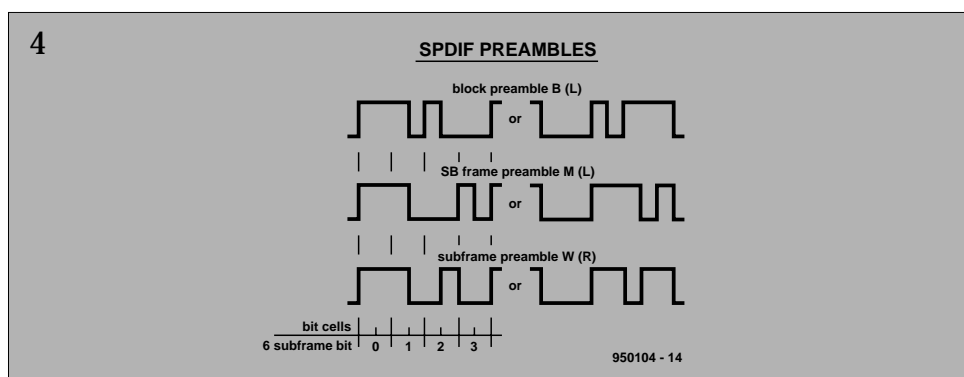 4
SPDIF PREAMBLES
block preamble B (L)
or
SB frame preamble M (L)
or
subframe preamble W (R)
or
bit cells
6 subframe bit 0 1 2 3
950104 - 14